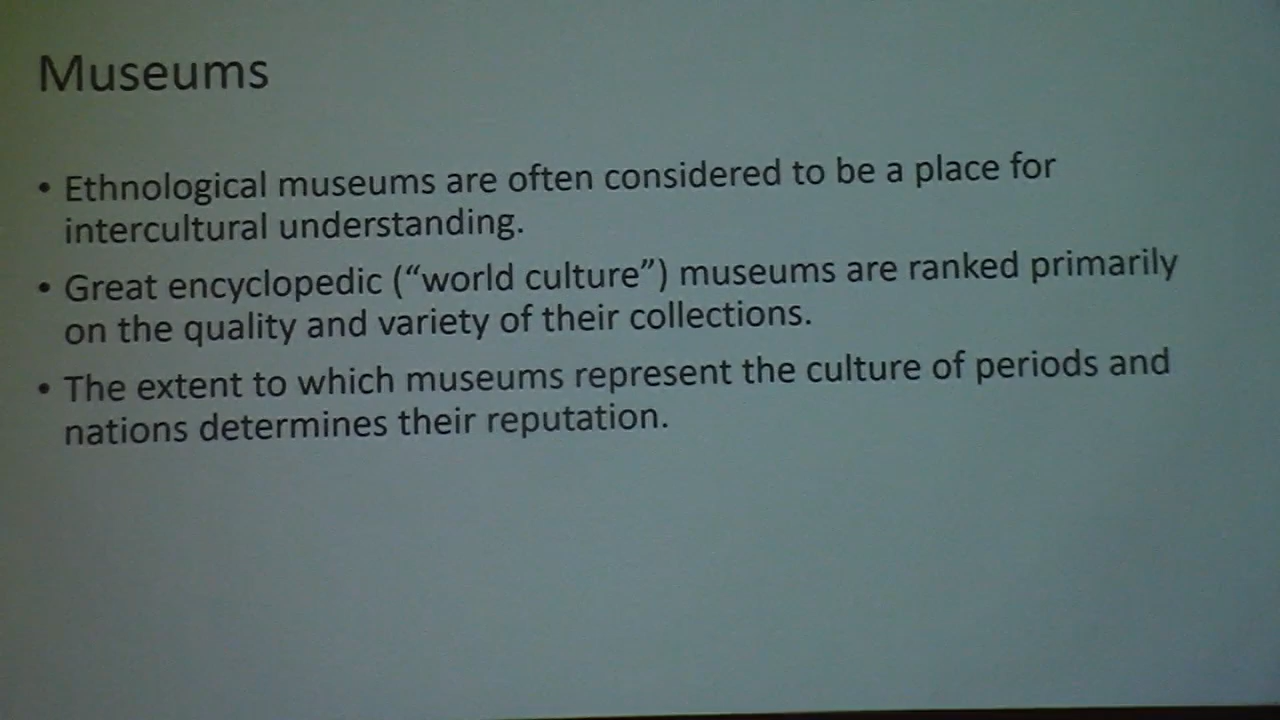 Museums
• Ethnological museums are often considered to be a place for
intercultural understanding.
• Great encyclopedic (“world culture”) museums are ranked primarily
on the quality and variety of their collections.
• The extent to which museums represent the culture of periods and
nations determines their reputation.